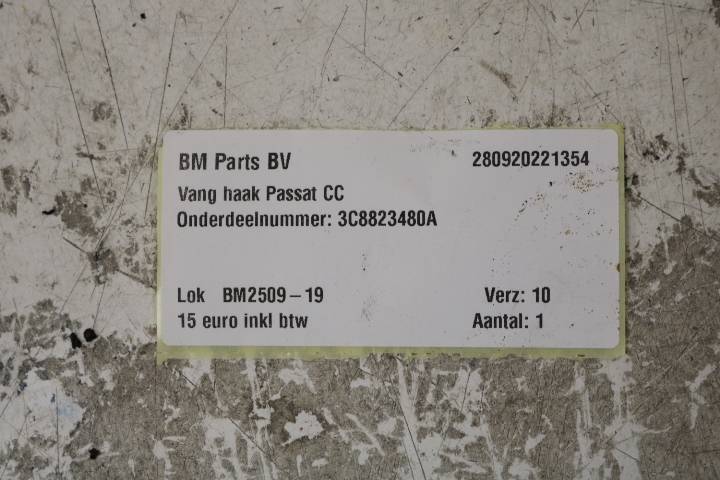 BM Parts BV 280920221354
Vang haak Passat CC
Onderdeelnummer: 3C8823480A
Lok BM2509-19 Verz: 10
15 euro inkl btw Aantal: 1